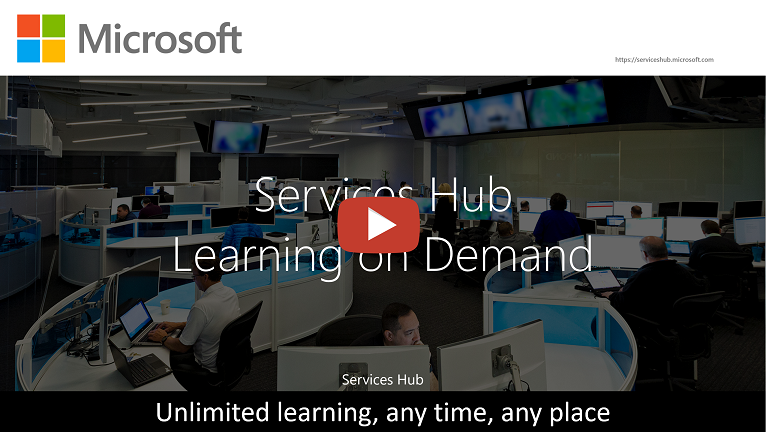 Microsoft
https://serviceshub.microsoft.com
Services Hub
Learning on Demand
Services Hub
Unlimited learning, any time, any place